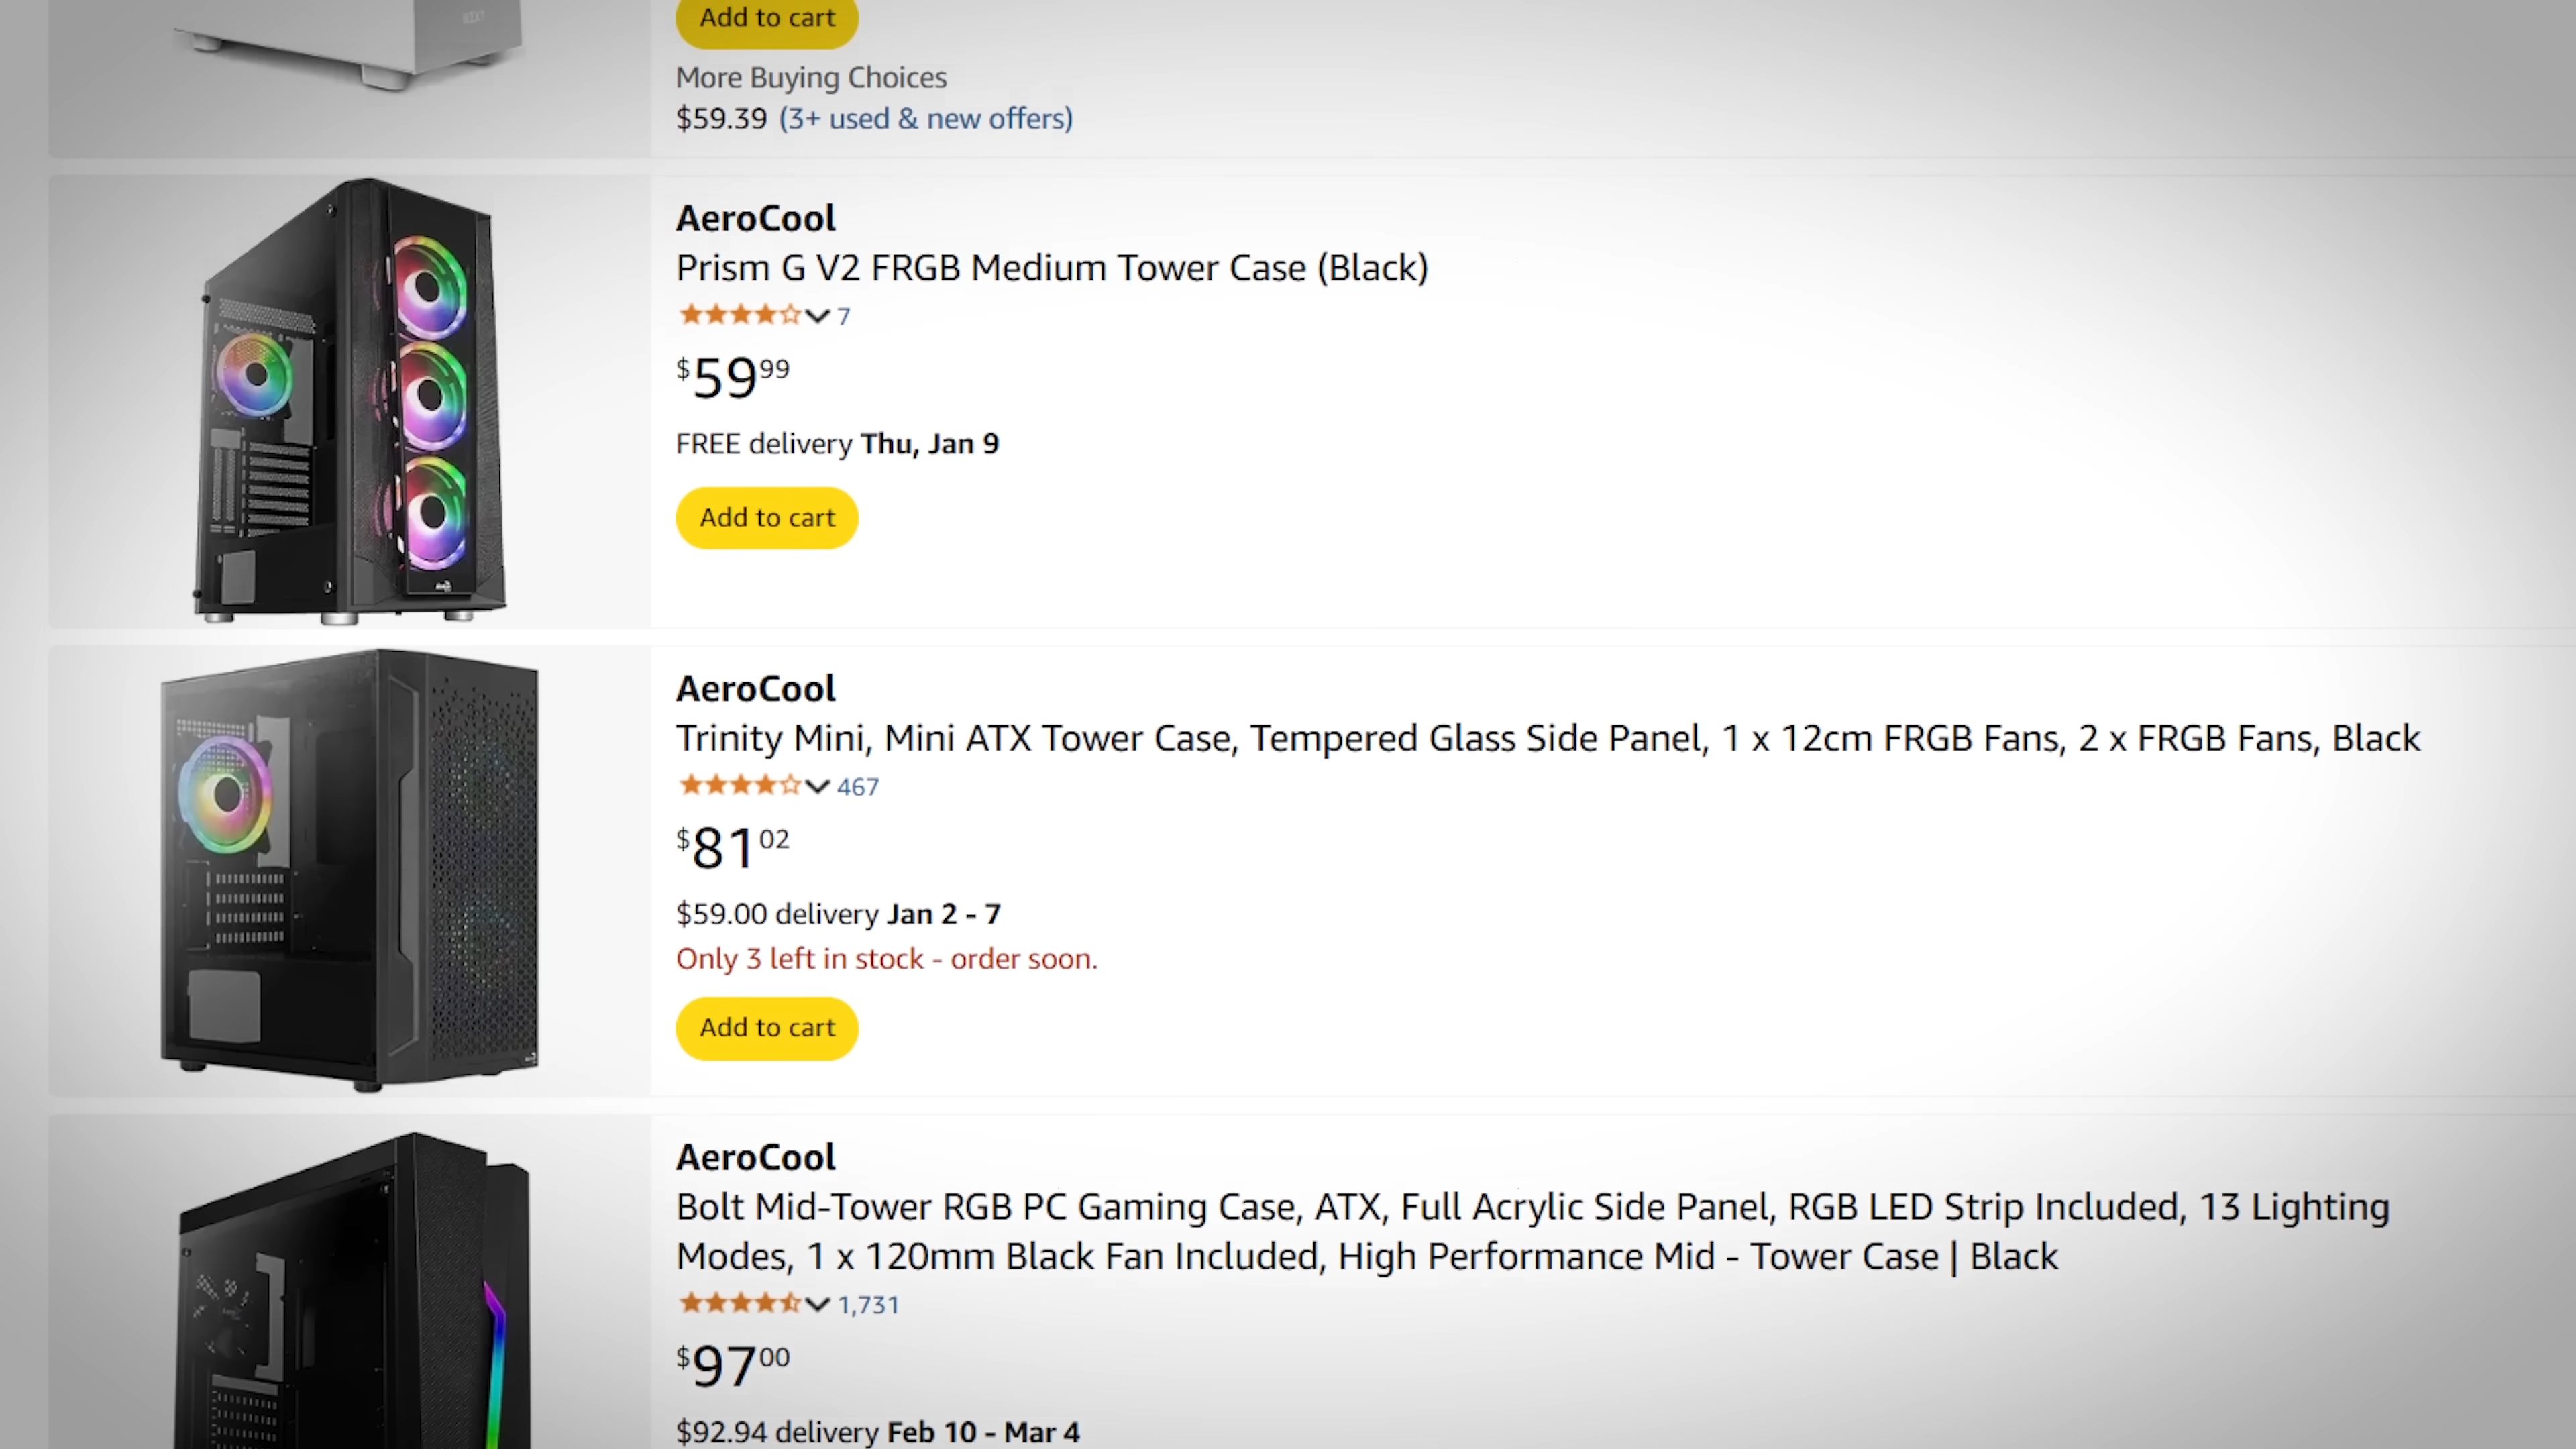 NZXT
Add to cart
More Buying Choices
$59.39 (3+ used & new offers)
AeroCool
Prism G V2 FRGB Medium Tower Case (Black)
7
$59.99
FREE delivery Thu, Jan 9
Add to cart
AeroCool
Trinity Mini, Mini ATX Tower Case, Tempered Glass Side Panel, 1 x 12cm FRGB Fans, 2 x FRGB Fans, Black
467
$81.02
$59.00 delivery Jan 2 - 7
Only 3 left in stock - order soon.
Add to cart
AeroCool
Bolt Mid-Tower RGB PC Gaming Case, ATX, Full Acrylic Side Panel, RGB LED Strip Included, 13 Lighting
Modes, 1 x 120mm Black Fan Included, High Performance Mid - Tower Case | Black
1,731
$97.00
$92.94 delivery Feb 10 - Mar 4